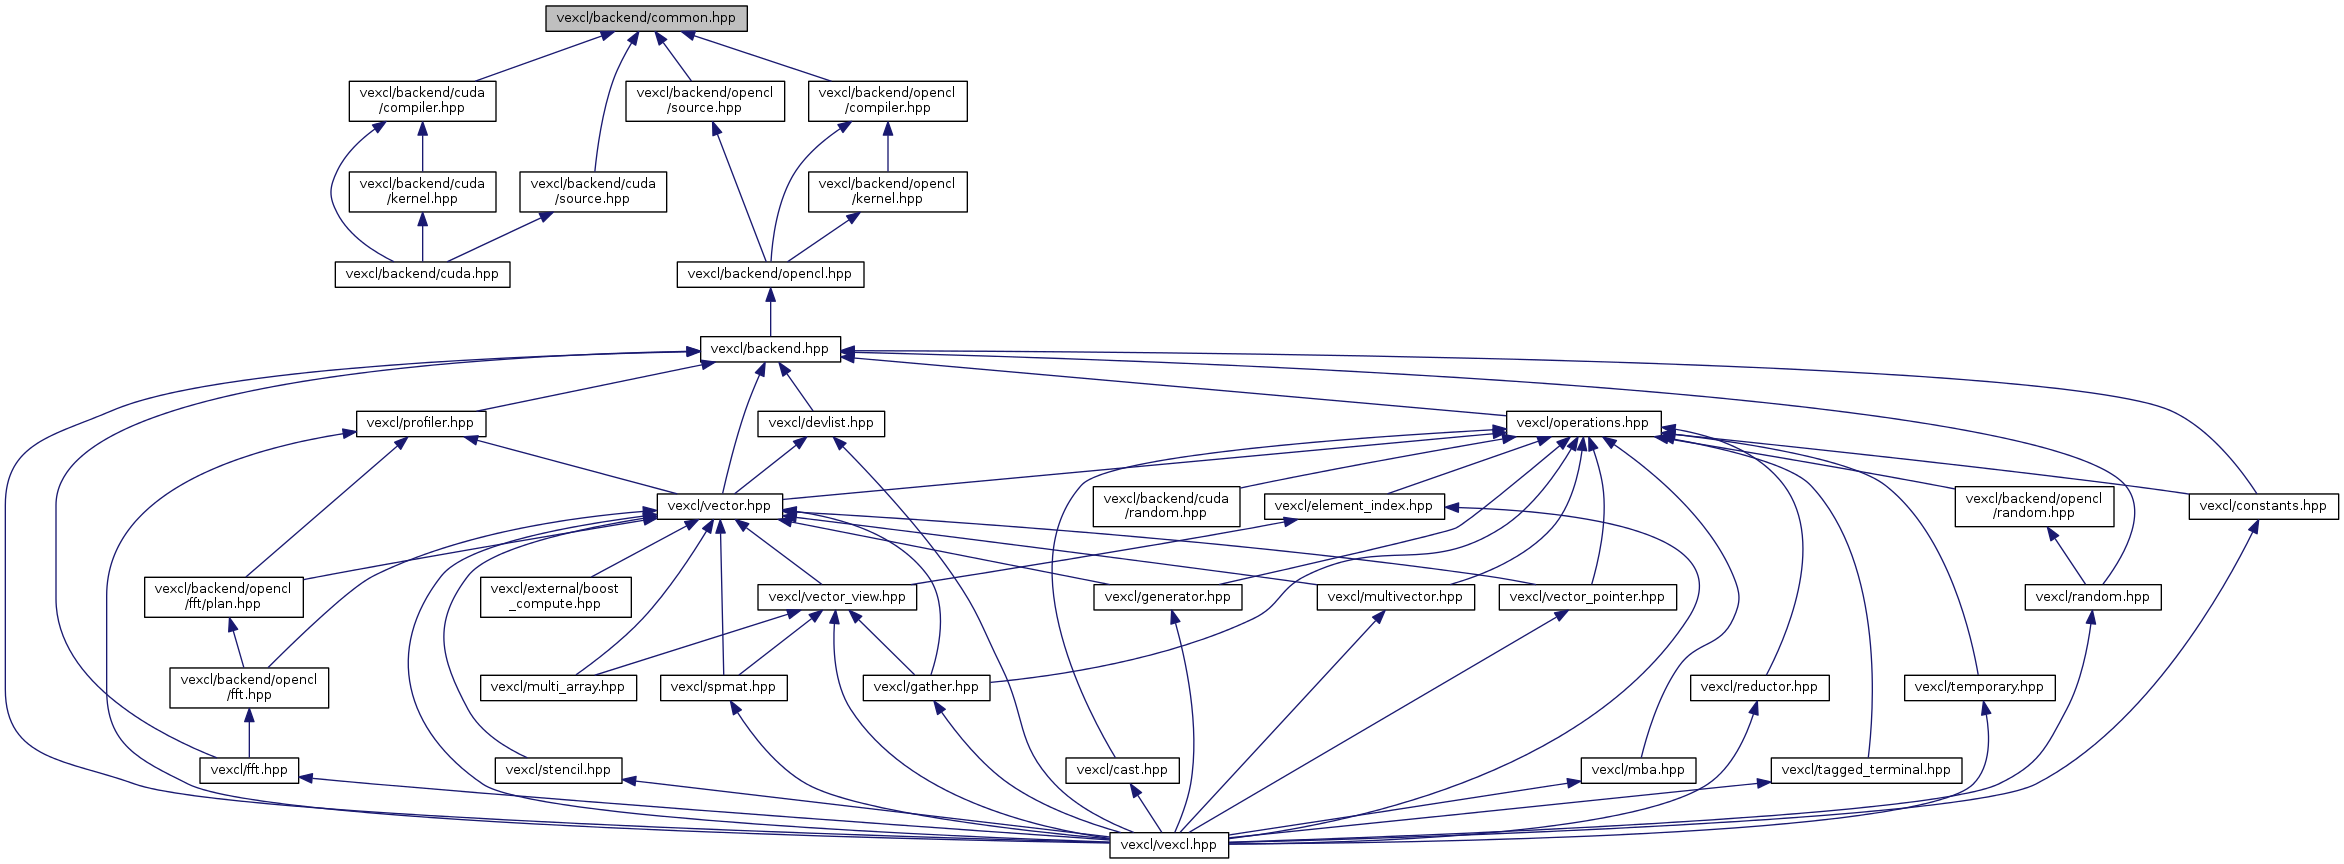 vexcl/backend/common.hpp
vexcl/backend/cuda
/compiler.hpp
vexcl/backend/opencl
/source.hpp
vexcl/backend/opencl
/compiler.hpp
vexcl/backend/cuda
/kernel.hpp
vexcl/backend/cuda
/source.hpp
vexcl/backend/opencl
/kernel.hpp
vexcl/backend/cuda.hpp
vexcl/backend/opencl.hpp
vexcl/backend.hpp
vexcl/profiler.hpp
vexcl/devlist.hpp
vexcl/operations.hpp
vexcl/vector.hpp
vexcl/backend/cuda
/random.hpp
vexcl/element_index.hpp
vexcl/backend/opencl
/random.hpp
vexcl/constants.hpp
vexcl/backend/opencl
/fft/plan.hpp
vexcl/external/boost
_compute.hpp
vexcl/vector_view.hpp
vexcl/generator.hpp
vexcl/multivector.hpp
vexcl/vector_pointer.hpp
vexcl/random.hpp
vexcl/backend/opencl
/fft.hpp
vexcl/multi_array.hpp
vexcl/spmat.hpp
vexcl/gather.hpp
vexcl/reductor.hpp
vexcl/temporary.hpp
vexcl/fft.hpp
vexcl/stencil.hpp
vexcl/cast.hpp
vexcl/mba.hpp
vexcl/tagged_terminal.hpp
vexcl/vexcl.hpp